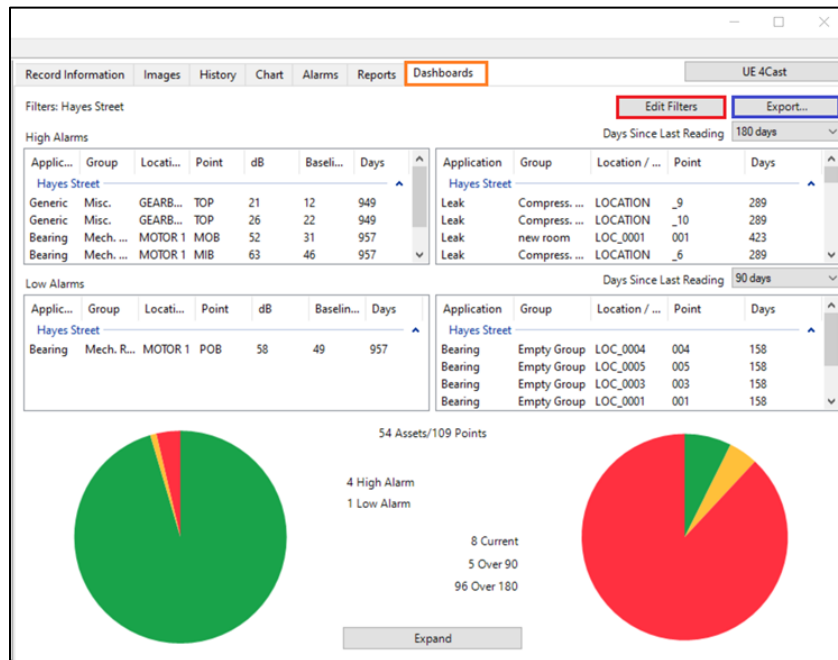 Record Information Images History Chart Alarms Reports Dashboards UE 4Cast
Filters: Hayes Street Edit Filters Export...
High Alarms Days Since Last Reading 180 days
Applic... Group Locati... Point dB Baseli... Days
Hayes Street
Generic Misc. GEARB... TOP 21 12 949
Generic Misc. GEARB... TOP 26 22 949
Bearing Mech. ... MOTOR 1 MOB 52 31 957
Bearing Mech. ... MOTOR 1 MIB 63 46 957
Application Group Location / ... Point Days
Hayes Street
Leak Compress. ... LOCATION _9 289
Leak Compress. ... LOCATION _10 289
Leak new room LOC_0001 001 423
Leak Compress. ... LOCATION _6 289
Low Alarms Days Since Last Reading 90 days
Applic... Group Locati... Point dB Baselin... Days
Hayes Street
Bearing Mech. R... MOTOR 1 POB 58 49 957
Application Group Location / ... Point Days
Hayes Street
Bearing Empty Group LOC_0004 004 158
Bearing Empty Group LOC_0005 005 158
Bearing Empty Group LOC_0003 003 158
Bearing Empty Group LOC_0001 001 158
54 Assets/109 Points
4 High Alarm
1 Low Alarm
8 Current
5 Over 90
96 Over 180
Expand